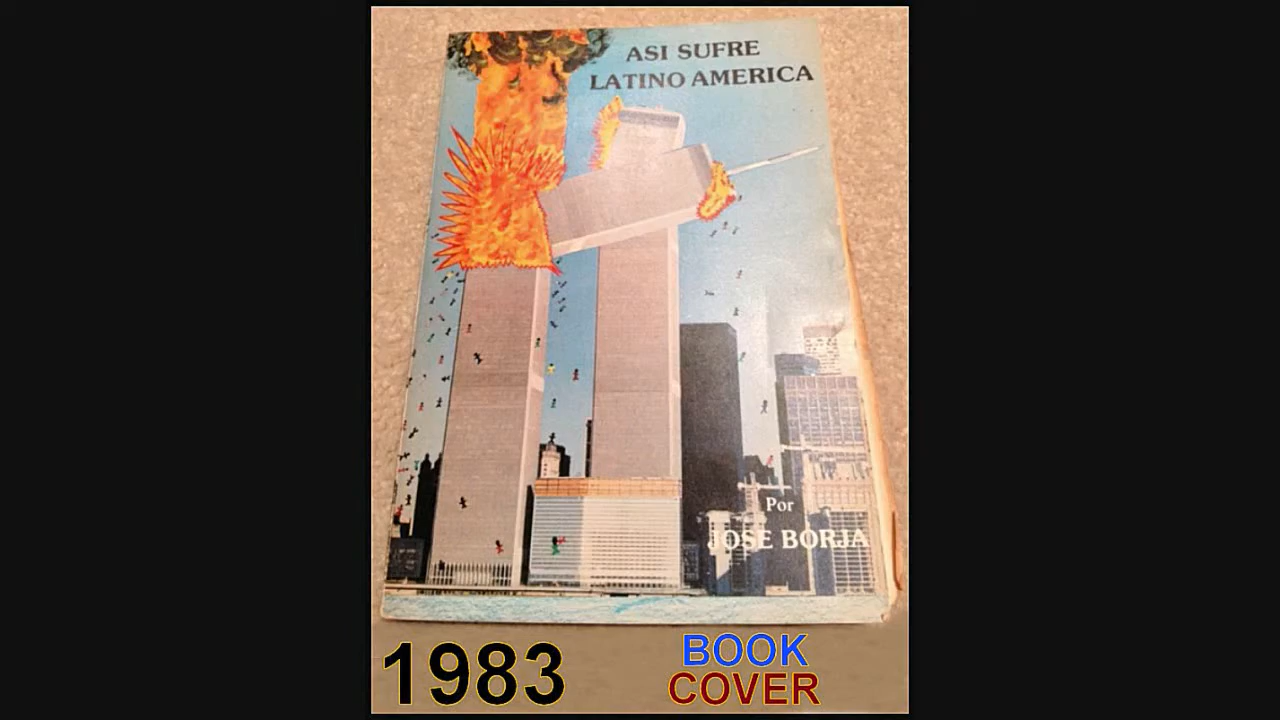 ASI SUFRE
LATINO AMERICA
Por
JOSE BORJA
1983
BOOK
COVER